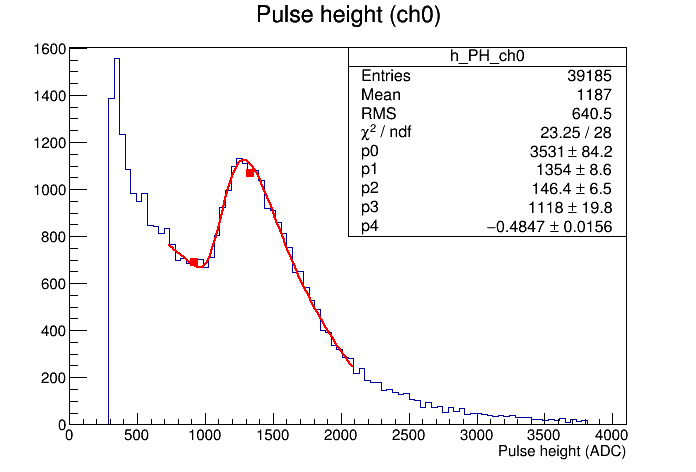 Pulse height (ch0)
h_PH_ch0
Entries 39185
Mean 1187
RMS 640.5
χ² / ndf 23.25 / 28
p0 3531 ± 84.2
p1 1354 ± 8.6
p2 146.4 ± 6.5
p3 1118 ± 19.8
p4 −0.4847 ± 0.0156
1600
1400
1200
1000
800
600
400
200
0
0 500 1000 1500 2000 2500 3000 3500 4000
Pulse height (ADC)